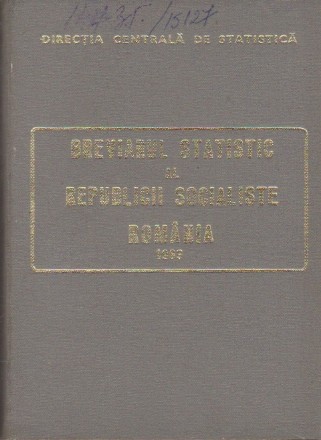 DIRECȚIA CENTRALĂ DE STATISTICĂ
BREVIARUL STATISTIC
AL
REPUBLICII SOCIALISTE
ROMÂNIA